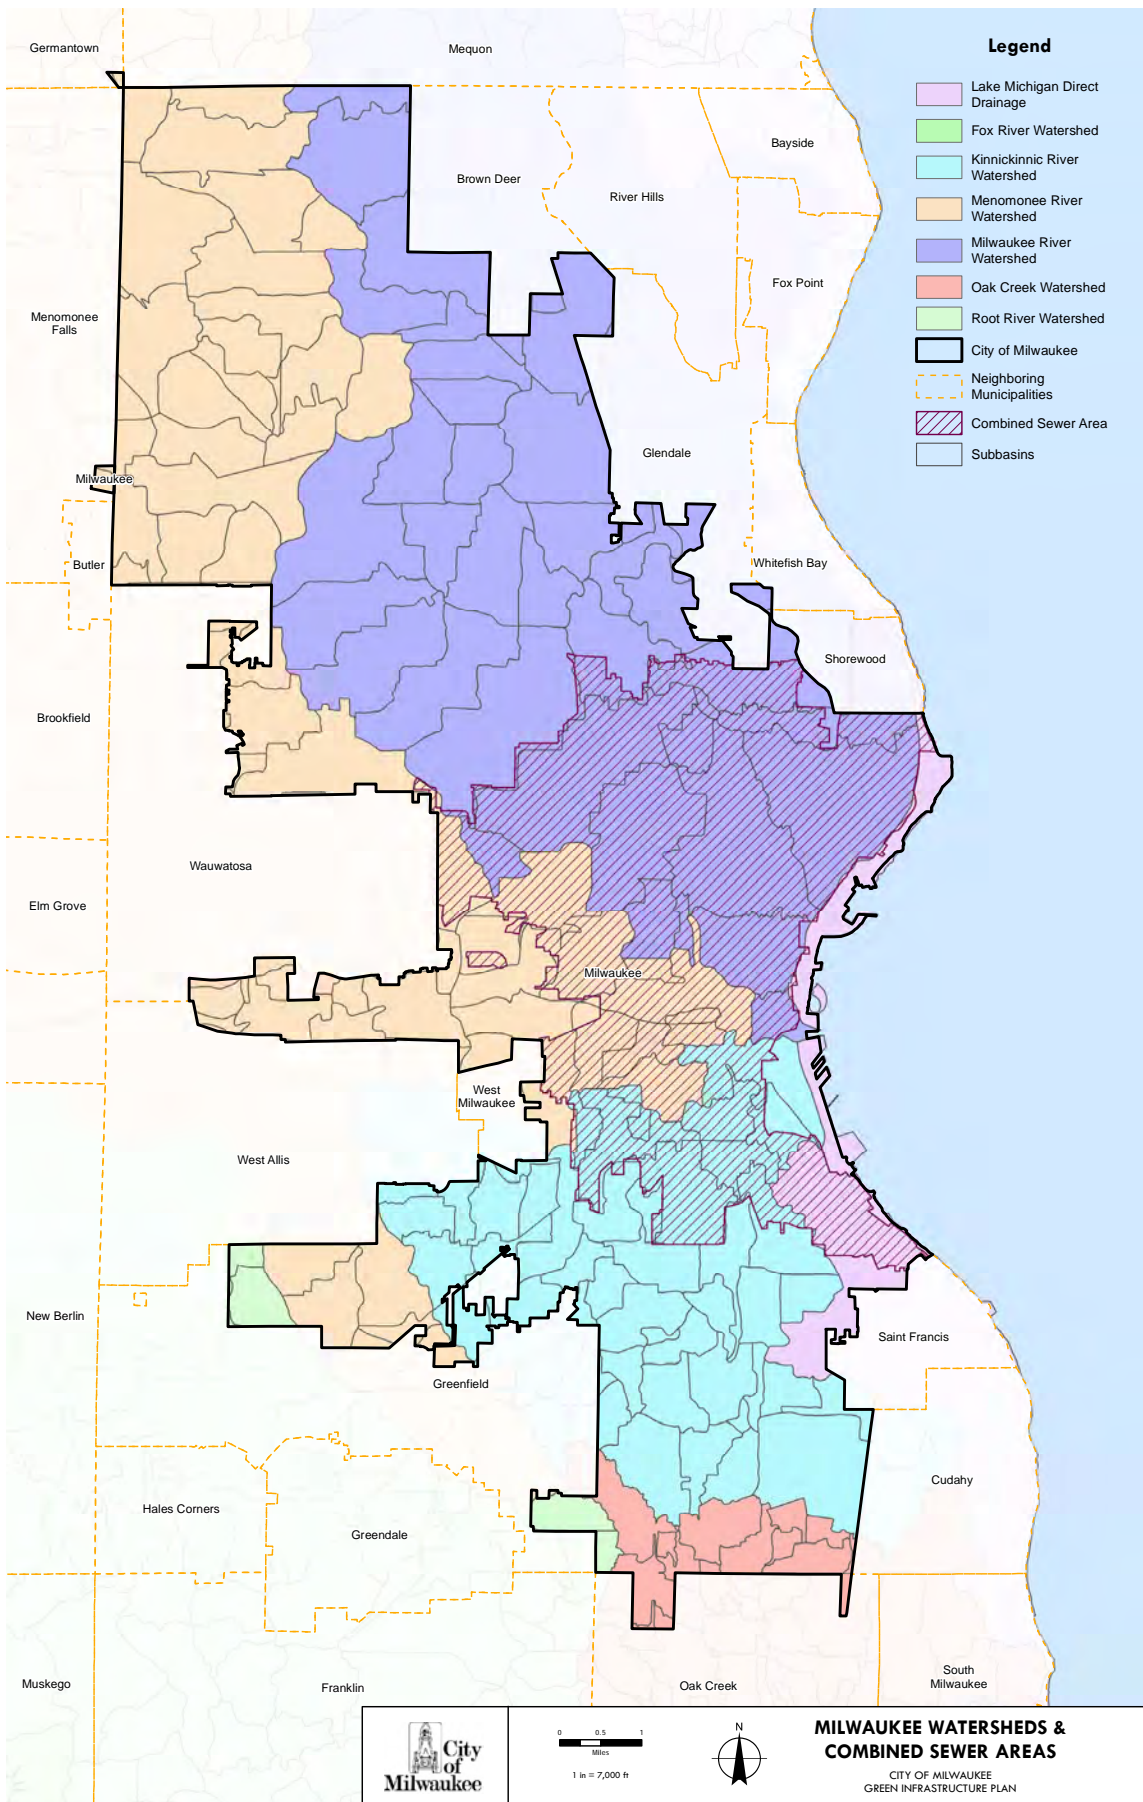 Germantown
Mequon
Legend
Lake Michigan Direct
Drainage
Fox River Watershed
Kinnickinnic River
Watershed
Menomonee River
Watershed
Milwaukee River
Watershed
Oak Creek Watershed
Root River Watershed
City of Milwaukee
Neighboring
Municipalities
Combined Sewer Area
Subbasins
Bayside
Brown Deer
River Hills
Fox Point
Menomonee
Falls
Glendale
Milwaukee
Butler
Whitefish Bay
Shorewood
Brookfield
Wauwatosa
Elm Grove
Milwaukee
West
Milwaukee
West Allis
New Berlin
Saint Francis
Greenfield
Cudahy
Hales Corners
Greendale
Muskego
Franklin
Oak Creek
South
Milwaukee
City
of
Milwaukee
0 0.5 1
Miles
1 in = 7,000 ft
N
MILWAUKEE WATERSHEDS &
COMBINED SEWER AREAS
CITY OF MILWAUKEE
GREEN INFRASTRUCTURE PLAN